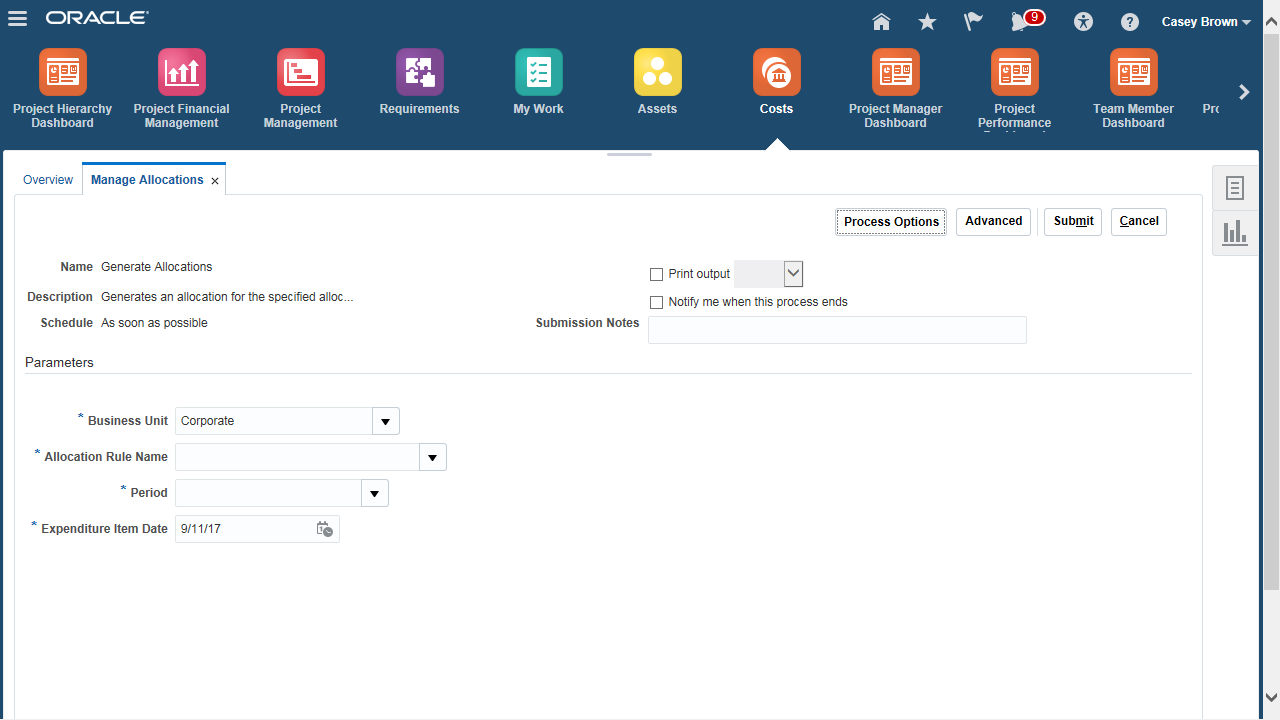 ORACLE
9
Casey Brown
Project Hierarchy Dashboard
Project Financial Management
Project Management
Requirements
My Work
Assets
Costs
Project Manager Dashboard
Project Performance
Team Member Dashboard
Overview
Manage Allocations
Process Options
Advanced
Submit
Cancel
Name Generate Allocations
Print output
Description Generates an allocation for the specified alloc...
Notify me when this process ends
Schedule As soon as possible
Submission Notes
Parameters
* Business Unit Corporate
* Allocation Rule Name
* Period
* Expenditure Item Date 9/11/17